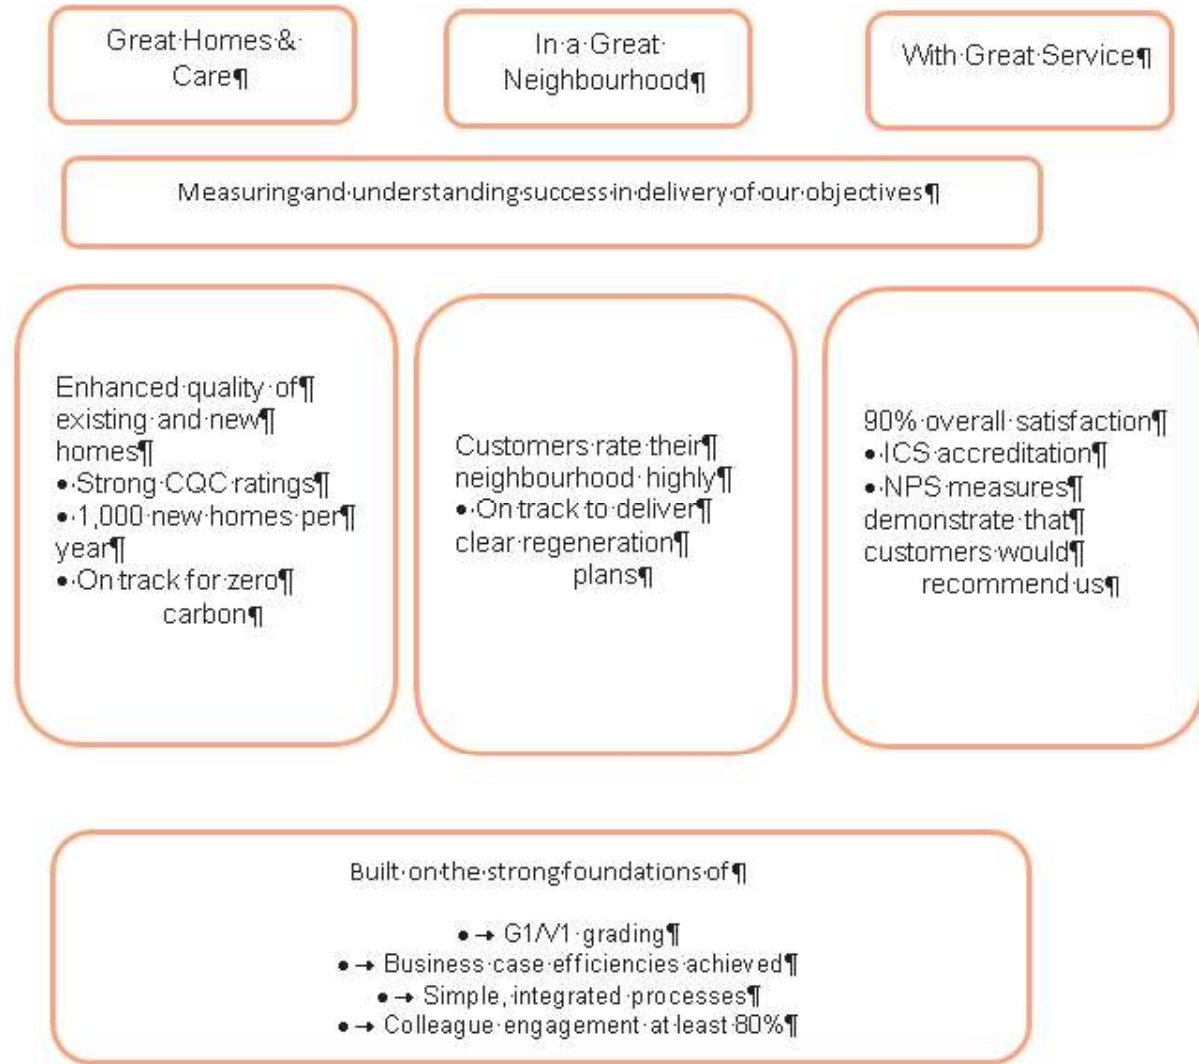 Great·Homes·&·
Care¶
In·a·Great·
Neighbourhood¶
With·Great·Service¶
Measuring·and·understanding·success·in·delivery·of·our·objectives¶
Enhanced·quality·of¶
existing·and·new¶
homes¶
•·Strong·CQC·ratings¶
•·1,000·new·homes·per¶
year¶
•·On·track·for·zero¶
carbon¶
Customers·rate·their¶
neighbourhood·highly¶
•·On·track·to·deliver¶
clear·regeneration¶
plans¶
90%·overall·satisfaction¶
•·ICS·accreditation¶
•·NPS·measures¶
demonstrate·that¶
customers·would¶
recommend·us¶
Built·on·the·strong·foundations·of¶
•→G1/V1·grading¶
•→Business·case·efficiencies·achieved¶
•→Simple,·integrated·processes¶
•→Colleague·engagement·at·least·80%¶